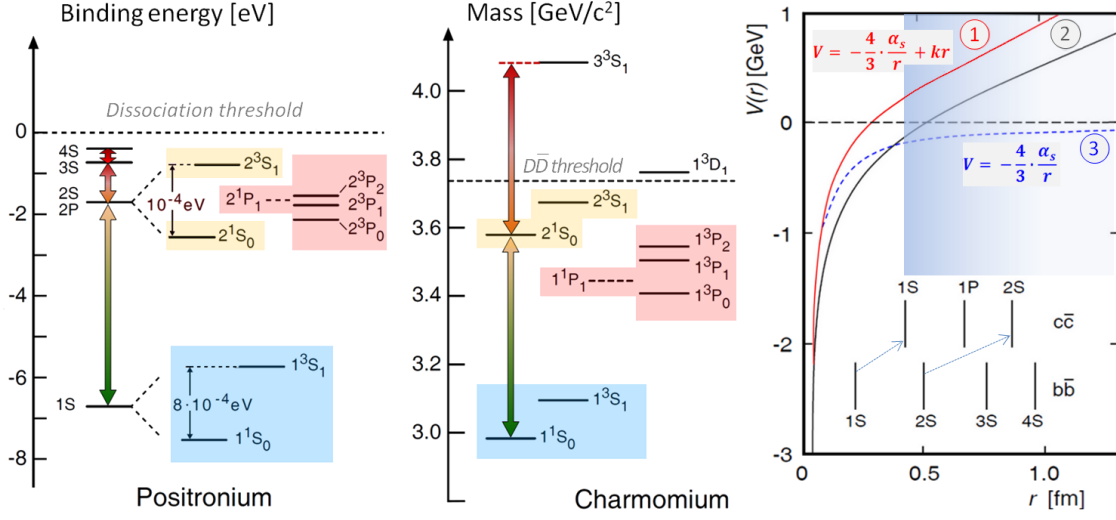 Binding energy [eV]
Dissociation threshold
0
-2
-4
-6
-8
4S
3S
2S
2P
1S
2³S₁
10⁻⁴eV
2¹S₀
2¹P₁
2³P₂
2³P₁
2³P₀
1³S₁
8·10⁻⁴eV
1¹S₀
Positronium
Mass [GeV/c²]
4.0
3.8
3.6
3.4
3.2
3.0
3³S₁
DD̄ threshold
1³D₁
2³S₁
2¹S₀
1³P₂
1³P₁
1¹P₁
1³P₀
1³S₁
1¹S₀
Charmomium
V(r) [GeV]
1
0
-1
-2
-3
V = −4/3 · αₛ/r + kr
1
2
V = −4/3 · αₛ/r
3
1S 1P 2S
cc̄
bb̄
1S 2S 3S 4S
0 0.5 1.0
r [fm]